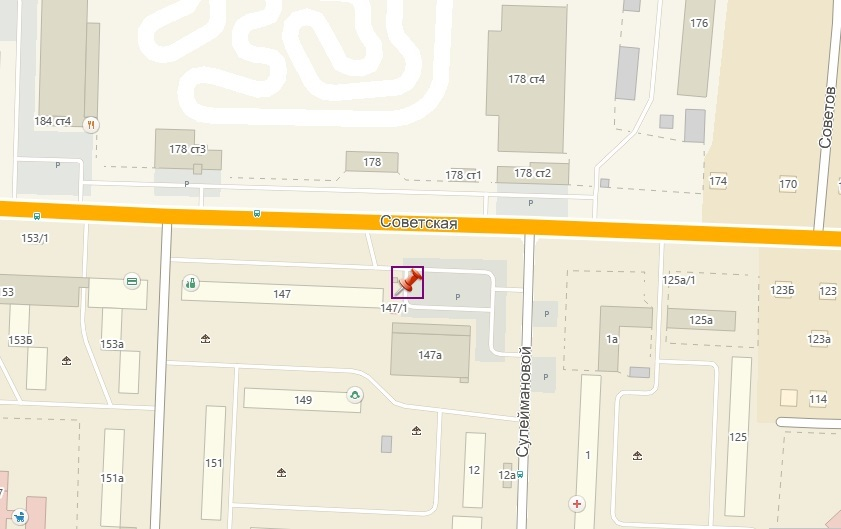 176
178 ст4
Советов
184 ст4
178 ст3
P
178
178 ст1
178 ст2
174
170
P
P
Советская
153/1
125а/1
153
147
P
123Б
123
147/1
P
125а
153Б
153а
1а
123а
147а
P
Сулеймановой
149
114
151
125
1
12
12а
151а